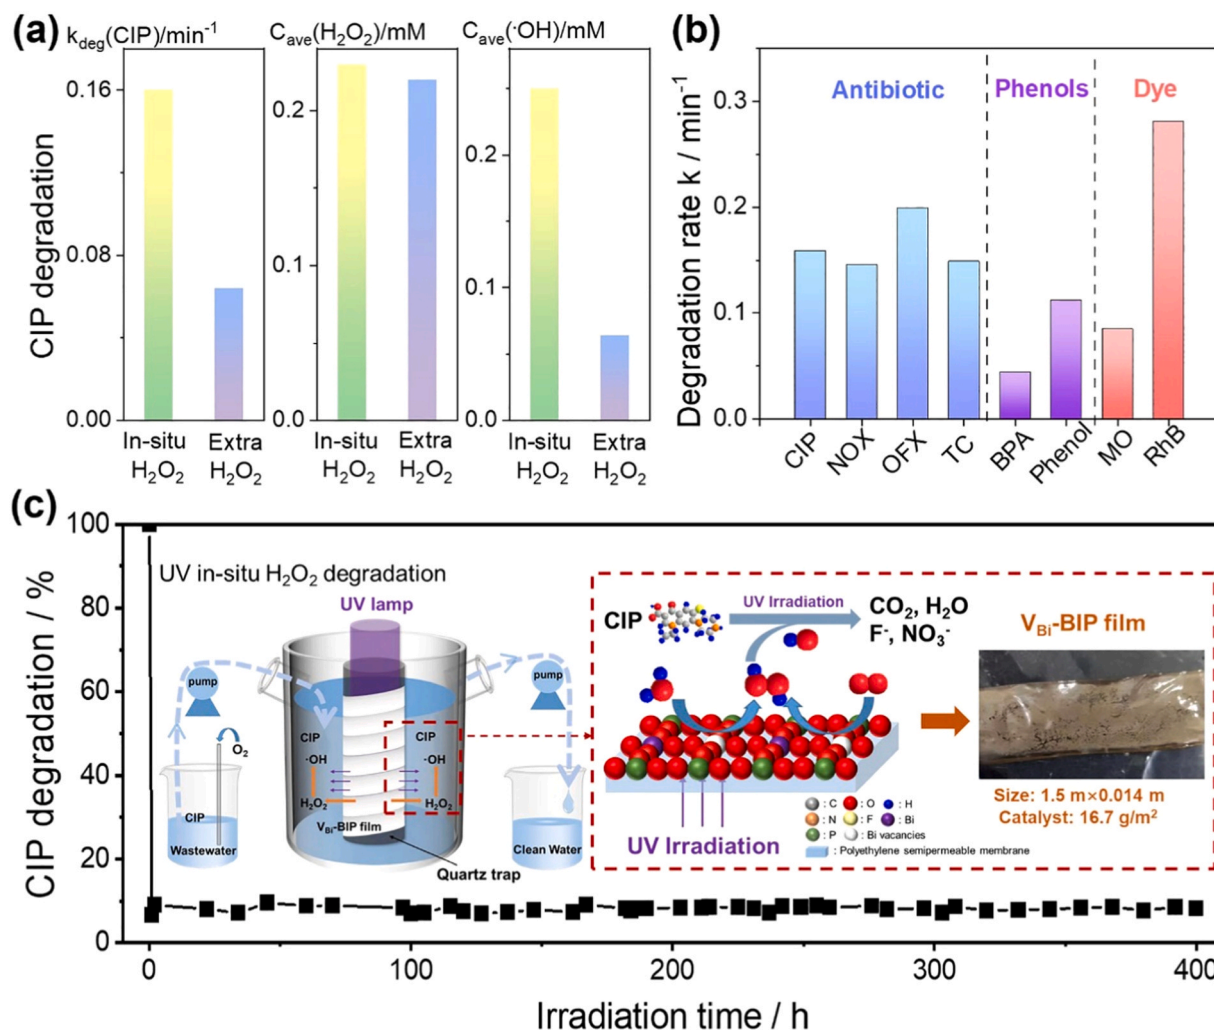 (a)
k_deg(CIP)/min⁻¹
C_ave(H₂O₂)/mM
C_ave(·OH)/mM
CIP degradation
0.16
0.08
0.00
0.2
0.1
0.0
0.2
0.1
0.0
In-situ Extra
H₂O₂ H₂O₂
In-situ Extra
H₂O₂ H₂O₂
In-situ Extra
H₂O₂ H₂O₂
(b)
Degradation rate k / min⁻¹
0.3
0.2
0.1
0.0
Antibiotic
Phenols
Dye
CIP
NOX
OFX
TC
BPA
Phenol
MO
RhB
(c)
CIP degradation / %
100
80
60
40
20
0
UV in-situ H₂O₂ degradation
UV lamp
pump
pump
O₂
CIP
Wastewater
CIP
·OH
H₂O₂
CIP
·OH
H₂O₂
V_Bi-BIP film
Quartz trap
Clean Water
CIP
UV Irradiation
CO₂, H₂O
F⁻, NO₃⁻
V_Bi-BIP film
UV Irradiation
: C : O : H
: N : F : Bi
: P : Bi vacancies
: Polyethylene semipermeable membrane
Size: 1.5 m×0.014 m
Catalyst: 16.7 g/m²
0
100
200
300
400
Irradiation time / h